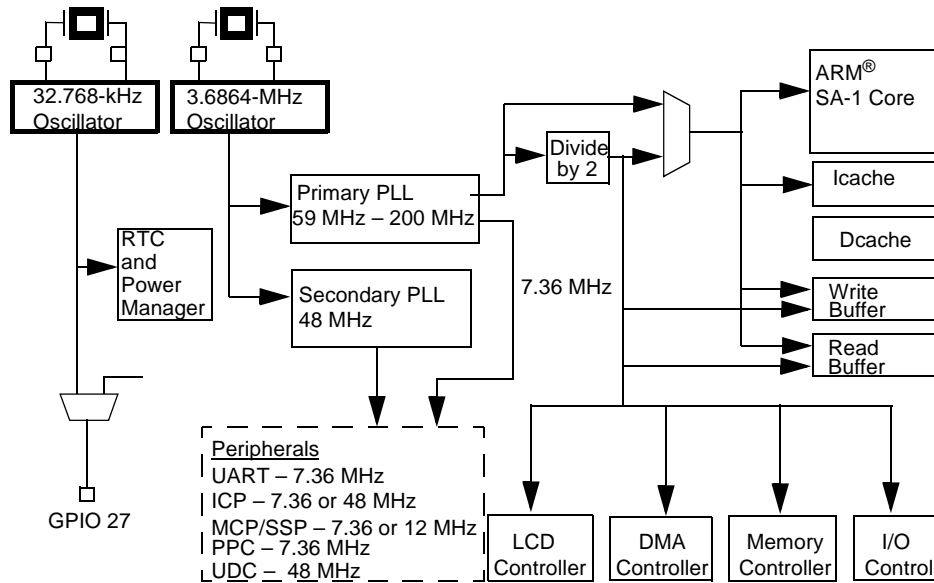 32.768-kHz
Oscillator
3.6864-MHz
Oscillator
ARM®
SA-1 Core
Divide
by 2
Primary PLL
59 MHz – 200 MHz
Icache
RTC
and
Power
Manager
Dcache
Secondary PLL
48 MHz
7.36 MHz
Write
Buffer
Read
Buffer
GPIO 27
Peripherals
UART – 7.36 MHz
ICP – 7.36 or 48 MHz
MCP/SSP – 7.36 or 12 MHz
PPC – 7.36 MHz
UDC – 48 MHz
LCD
Controller
DMA
Controller
Memory
Controller
I/O
Control